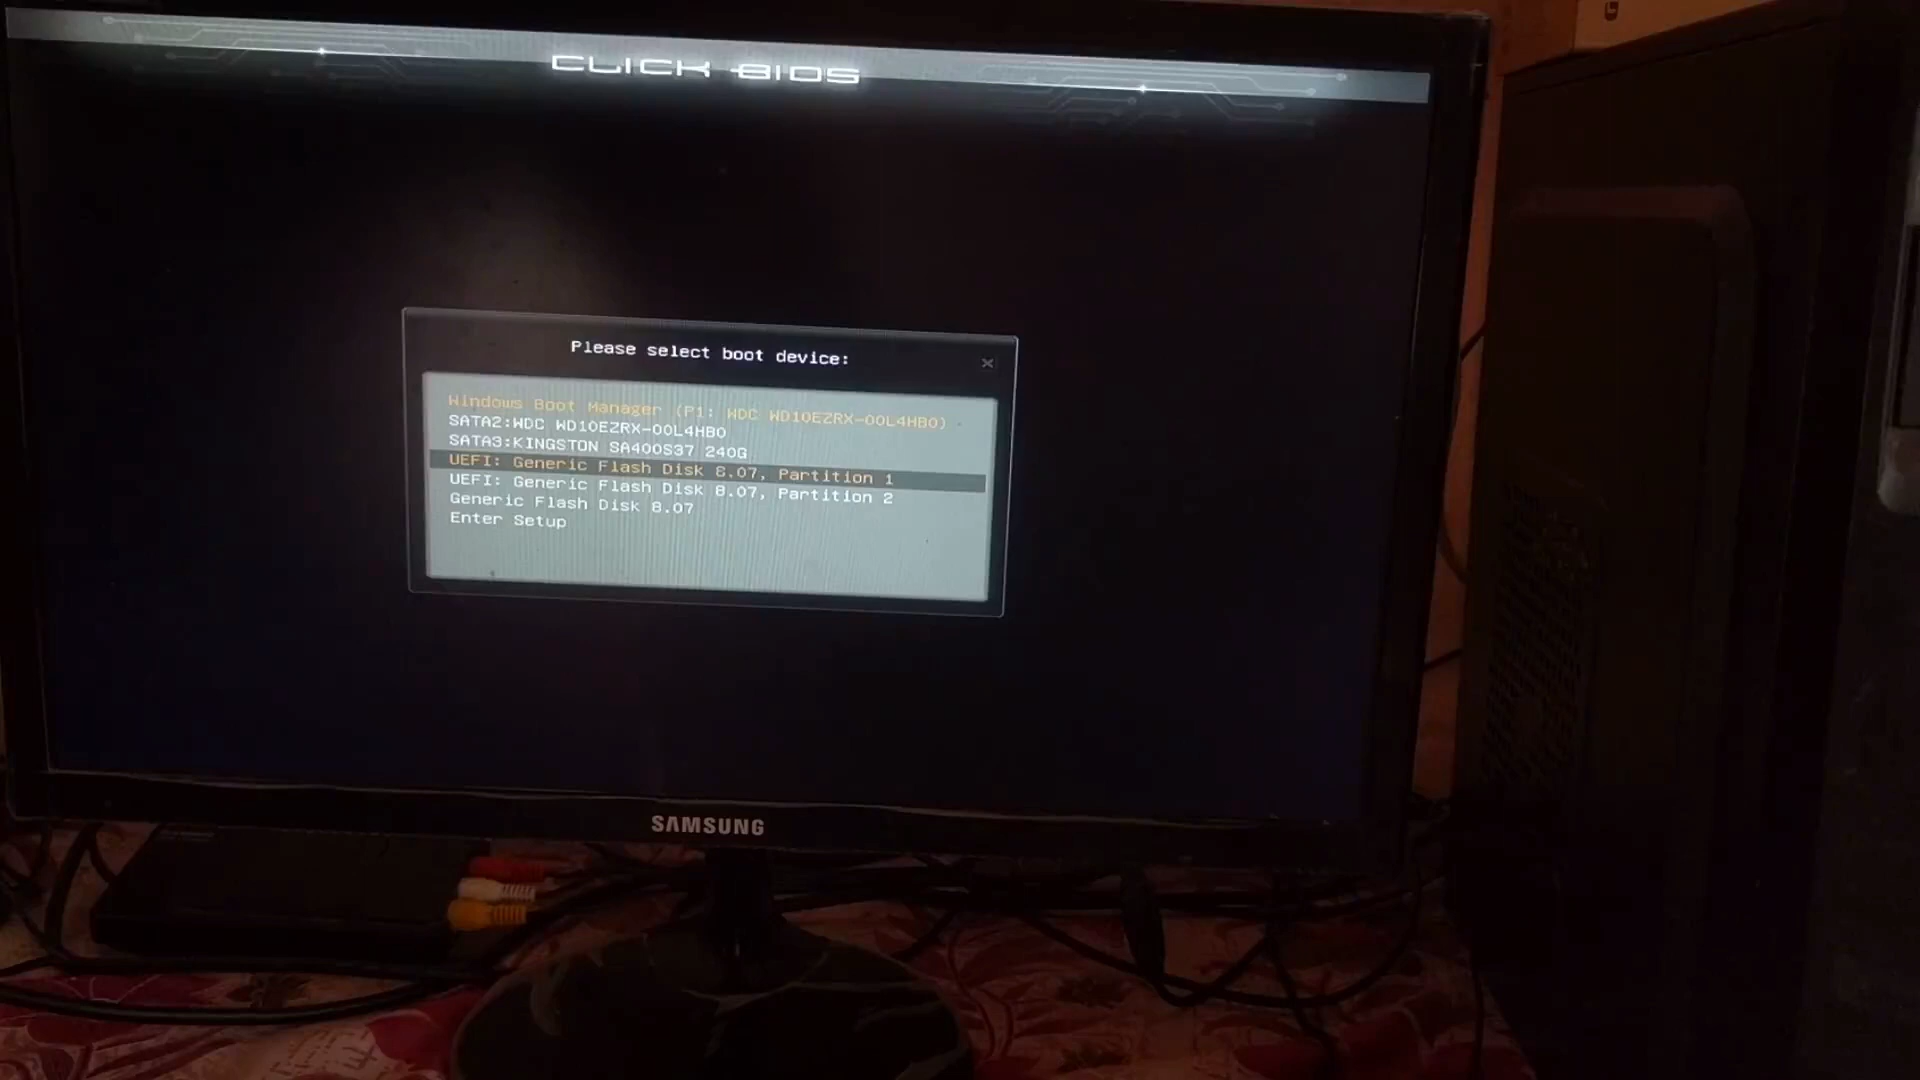 CLICK BIOS
Please select boot device:
Windows Boot Manager (P1: WDC WD10EZRX-00L4HB0)
SATA2:WDC WD10EZRX-00L4HB0
SATA3:KINGSTON SA400S37 240G
UEFI: Generic Flash Disk 8.07, Partition 1
UEFI: Generic Flash Disk 8.07, Partition 2
Generic Flash Disk 8.07
Enter Setup
SAMSUNG